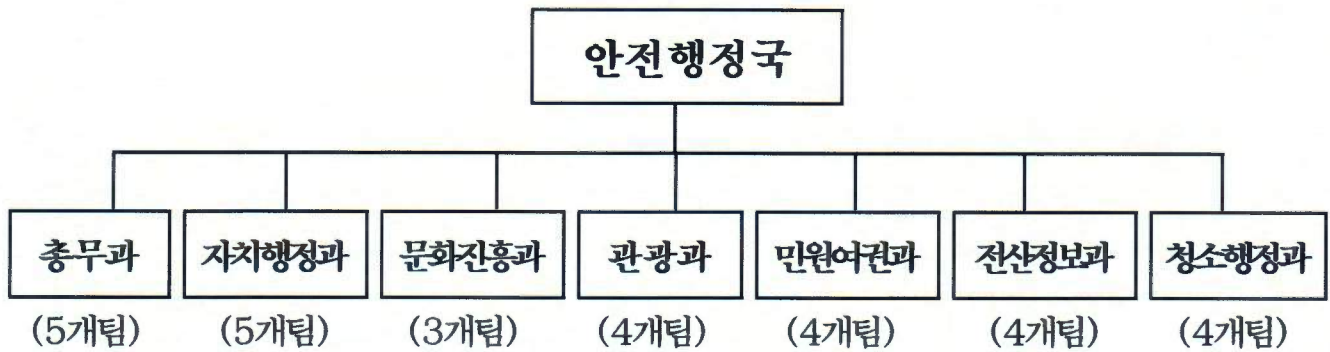 안전행정국
총무과 자치행정과 문화진흥과 관광과 민원여권과 전산정보과 청소행정과
(5개팀) (5개팀) (3개팀) (4개팀) (4개팀) (4개팀) (4개팀)